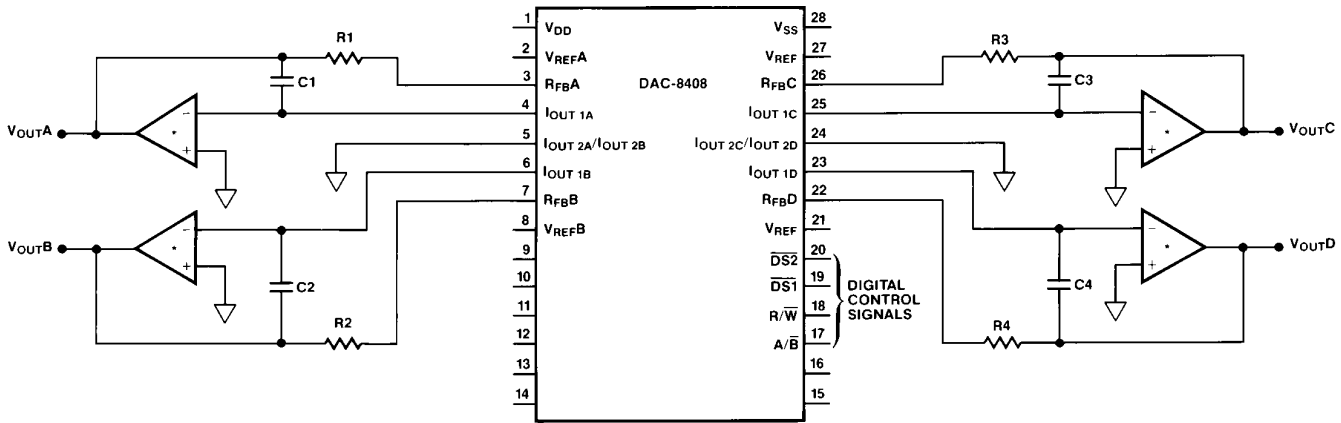 DAC-8408
1 VDD
2 VREFA
3 RFBA
4 IOUT 1A
5 IOUT 2A/IOUT 2B
6 IOUT 1B
7 RFBB
8 VREFB
9
10
11
12
13
14
28 VSS
27 VREF
26 RFBC
25 IOUT 1C
24 IOUT 2C/IOUT 2D
23 IOUT 1D
22 RFBD
21 VREF
20 D̅S̅2̅
19 D̅S̅1̅
18 R/W̅
17 A/B̅
16
15
DIGITAL
CONTROL
SIGNALS
R1
C1
VOUTA
-
*
+
VOUTB
-
*
+
C2
R2
R3
C3
VOUTC
-
*
+
VOUTD
-
*
+
C4
R4